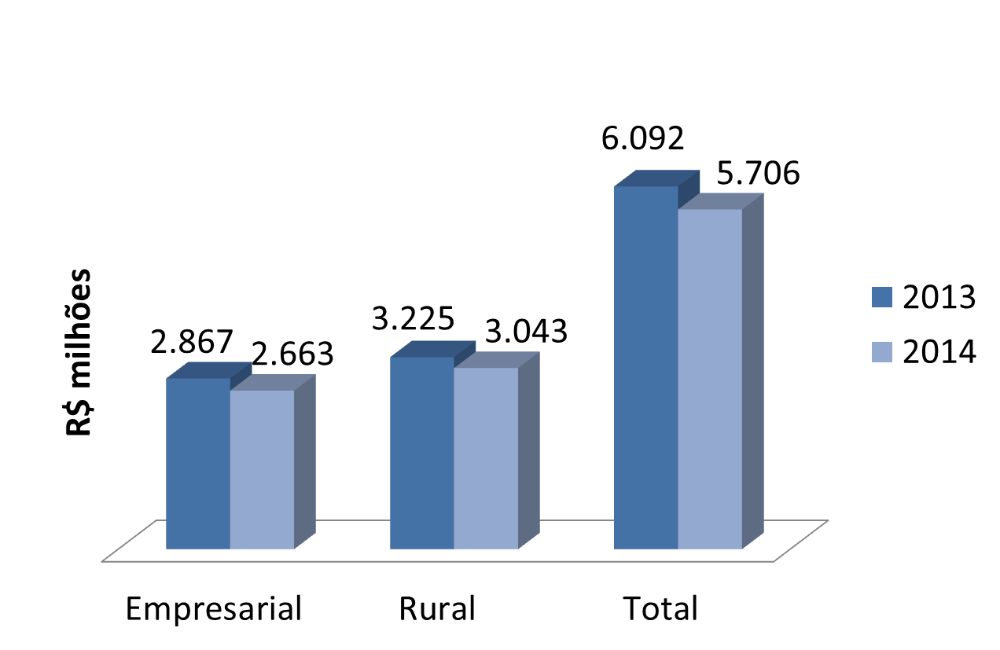 6.092
5.706
3.225
3.043
2.867
2.663
R$ milhões
2013
2014
Empresarial
Rural
Total